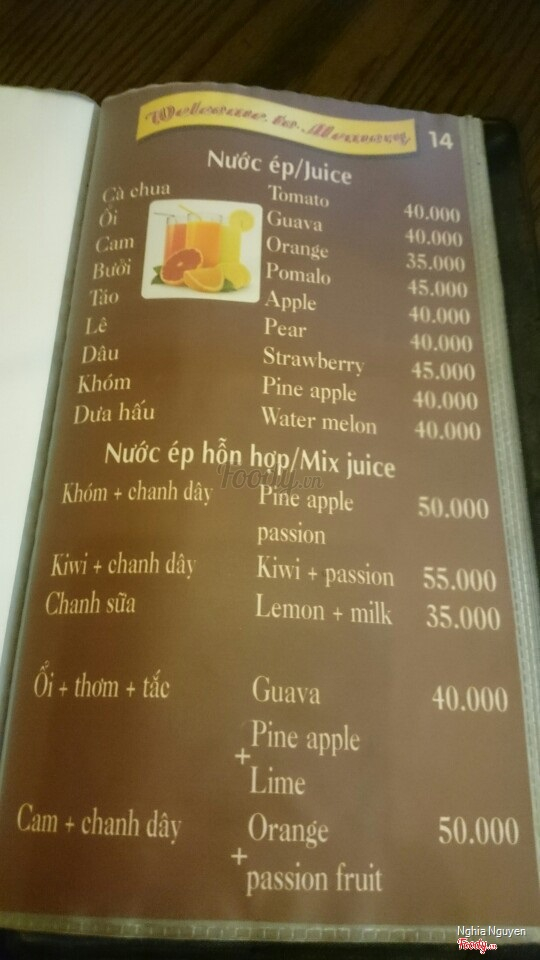 Welcome to Memory
14
Nước ép/Juice
Cà chua Tomato 40.000
Ổi Guava 40.000
Cam Orange 35.000
Bưởi Pomalo 45.000
Táo Apple 40.000
Lê Pear 40.000
Dâu Strawberry 45.000
Khóm Pine apple 40.000
Dưa hấu Water melon 40.000
Nước ép hỗn hợp/Mix juice
Foody.vn
Khóm + chanh dây Pine apple 50.000
passion
Kiwi + chanh dây Kiwi + passion 55.000
Chanh sữa Lemon + milk 35.000
Ổi + thơm + tắc Guava 40.000
Pine apple
+
Lime
Cam + chanh dây Orange 50.000
+
passion fruit
Nghia Nguyen
Foody.vn